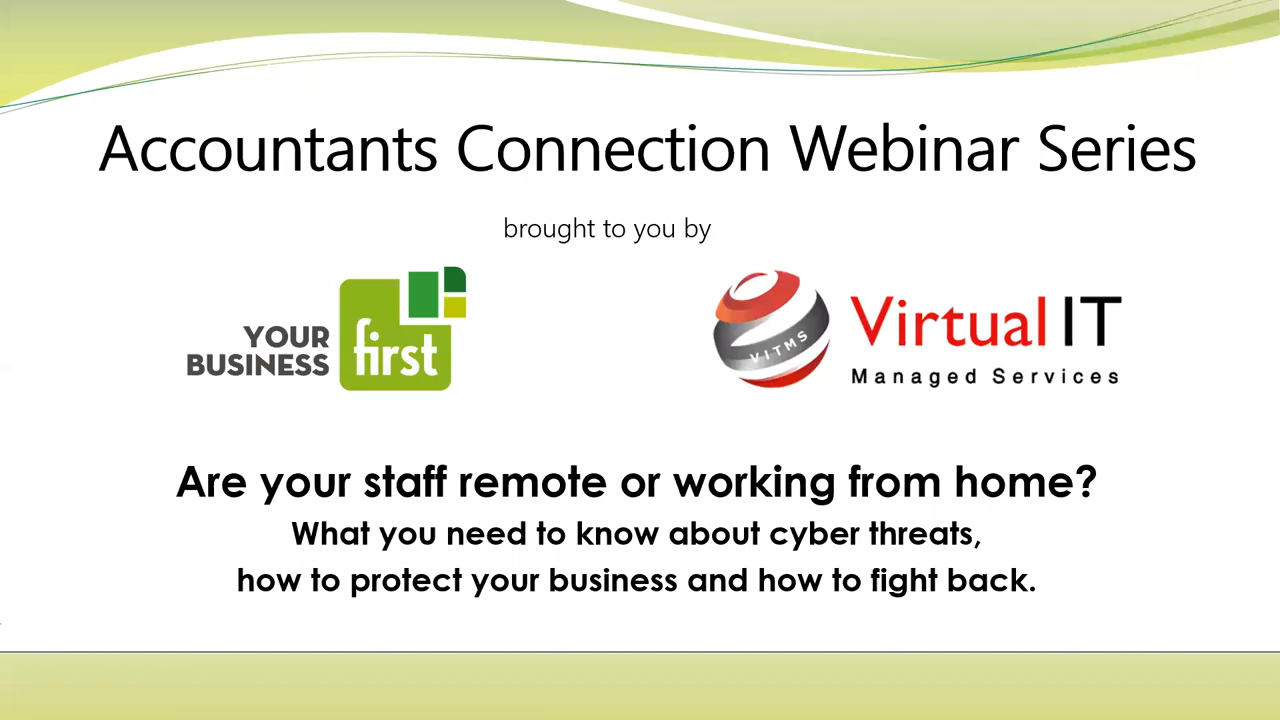 Accountants Connection Webinar Series
brought to you by
YOUR
BUSINESS
first
VITMS
Virtual IT
Managed Services
Are your staff remote or working from home?
What you need to know about cyber threats,
how to protect your business and how to fight back.